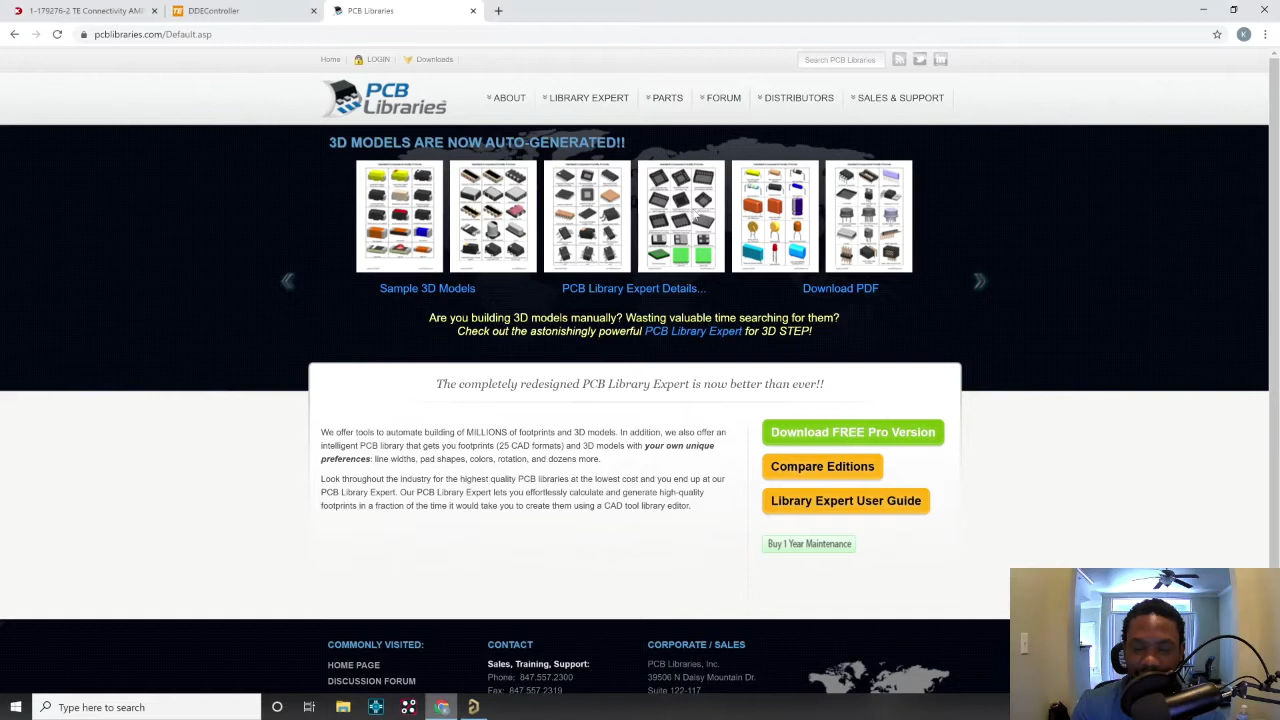 1-179276-2 TE Connectivity AMP
TE DDEController
PCB Libraries
pcblibraries.com/Default.asp
K
Home
LOGIN
Downloads
Search PCB Libraries
PCB
Libraries
ABOUT
LIBRARY EXPERT
PARTS
FORUM
DISTRIBUTORS
SALES & SUPPORT
3D MODELS ARE NOW AUTO-GENERATED!!
Sample 3D Models
PCB Library Expert Details...
Download PDF
Are you building 3D models manually? Wasting valuable time searching for them?
Check out the astonishingly powerful PCB Library Expert for 3D STEP!
The completely redesigned PCB Library Expert is now better than ever!!
We offer tools to automate building of MILLIONS of footprints and 3D models. In addition, we also offer an
intelligent PCB library that gets you footprints (25 CAD formats) and 3D models with your own unique
preferences: line widths, pad shapes, colors, rotation, and dozens more.
Look throughout the industry for the highest quality PCB libraries at the lowest cost and you end up at our
PCB Library Expert. Our PCB Library Expert lets you effortlessly calculate and generate high-quality
footprints in a fraction of the time it would take you to create them using a CAD tool library editor.
Download FREE Pro Version
Compare Editions
Library Expert User Guide
Buy 1 Year Maintenance
COMMONLY VISITED:
HOME PAGE
DISCUSSION FORUM
CONTACT
Sales, Training, Support:
Phone: 847.557.2300
Fax: 847.557.2319
CORPORATE / SALES
PCB Libraries, Inc.
39506 N Daisy Mountain Dr.
Suite 122-117
Type here to search